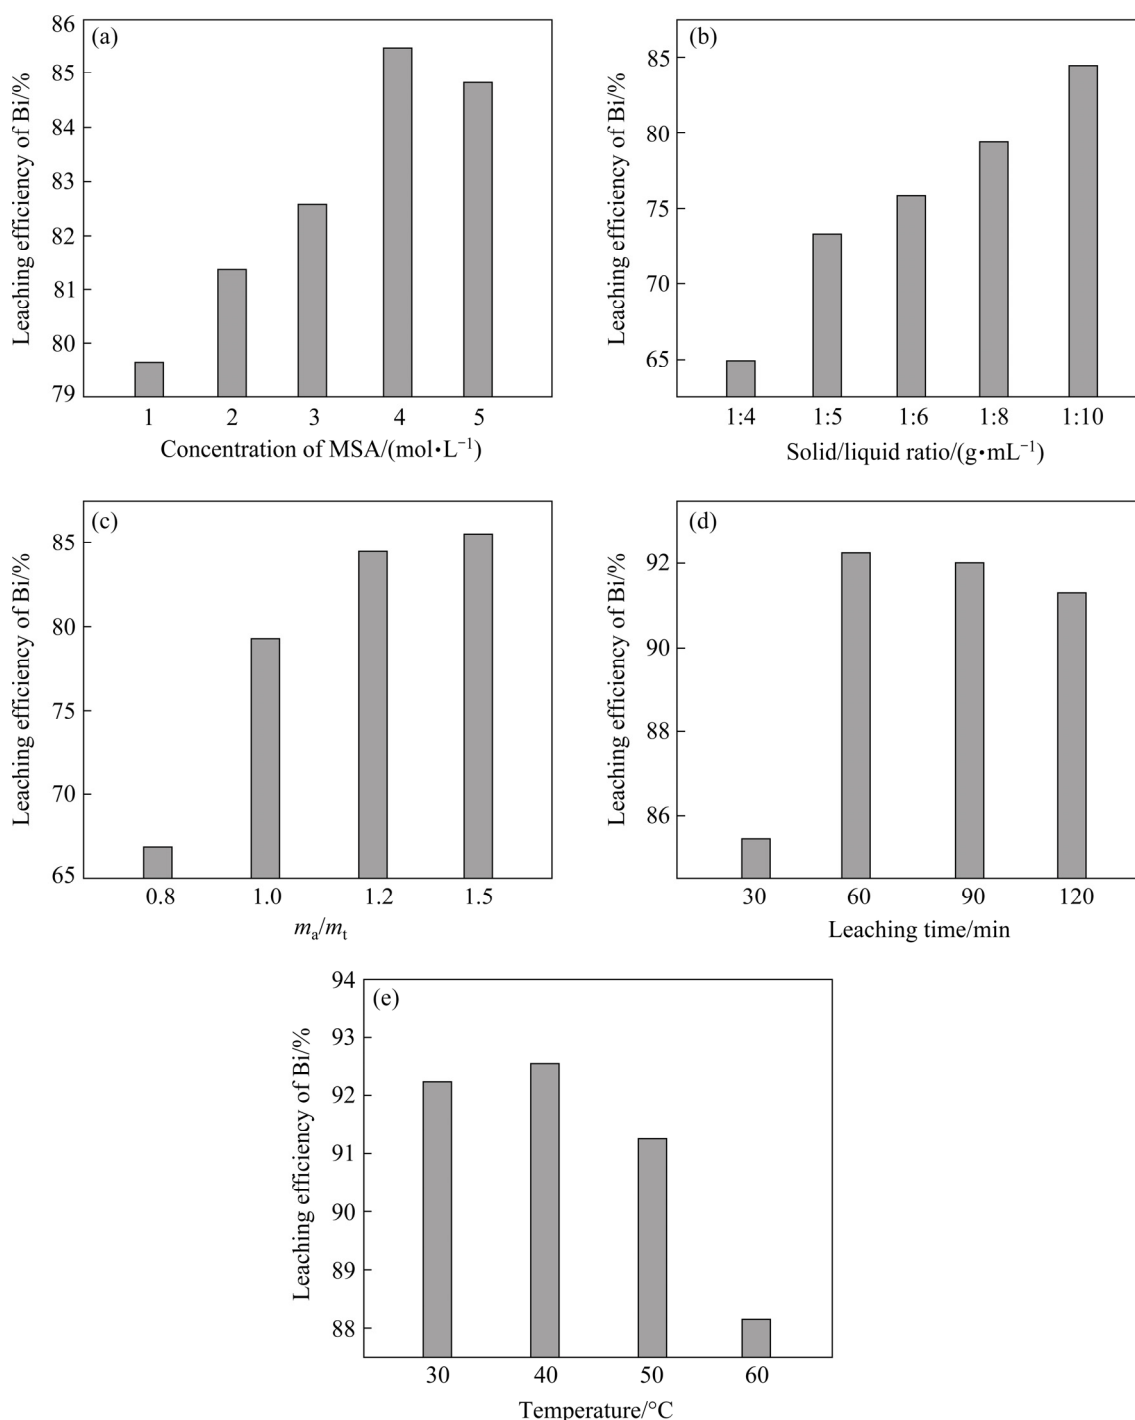 (a)
Leaching efficiency of Bi/%
86
85
84
83
82
81
80
79
1 2 3 4 5
Concentration of MSA/(mol•L⁻¹)
(b)
Leaching efficiency of Bi/%
85
80
75
70
65
1:4 1:5 1:6 1:8 1:10
Solid/liquid ratio/(g•mL⁻¹)
(c)
Leaching efficiency of Bi/%
85
80
75
70
65
0.8 1.0 1.2 1.5
mₐ/mₜ
(d)
Leaching efficiency of Bi/%
92
90
88
86
30 60 90 120
Leaching time/min
(e)
Leaching efficiency of Bi/%
94
93
92
91
90
89
88
30 40 50 60
Temperature/°C